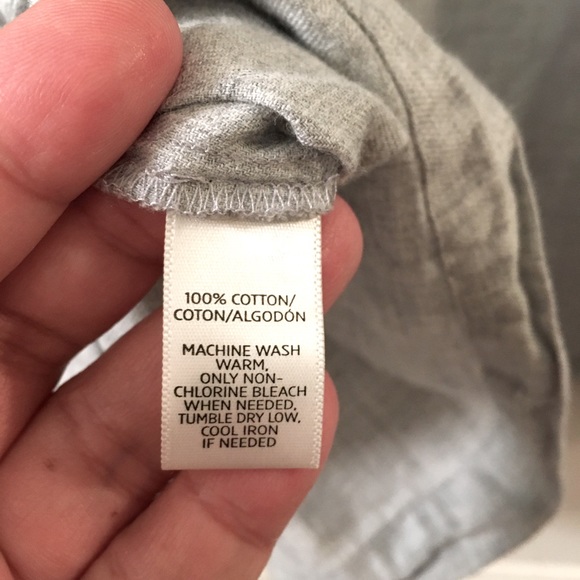 100% COTTON/
COTON/ALGODÓN
MACHINE WASH
WARM,
ONLY NON-
CHLORINE BLEACH
WHEN NEEDED,
TUMBLE DRY LOW,
COOL IRON
IF NEEDED